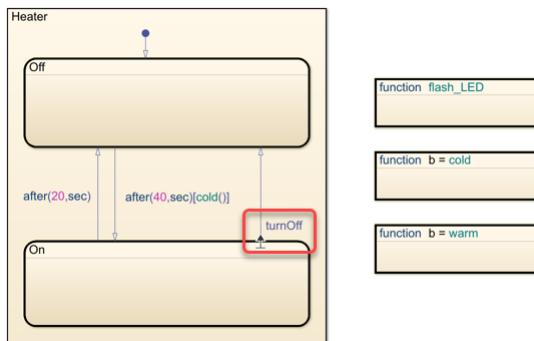 Heater
Off
after(20,sec)
after(40,sec)[cold()]
turnOff
On
function flash_LED
function b = cold
function b = warm